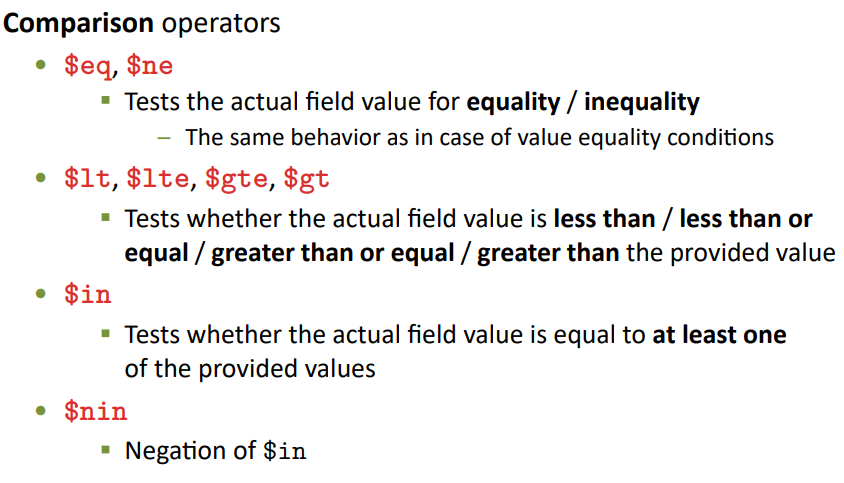 Comparison operators
• $eq, $ne
▪ Tests the actual field value for equality / inequality
– The same behavior as in case of value equality conditions
• $lt, $lte, $gte, $gt
▪ Tests whether the actual field value is less than / less than or
equal / greater than or equal / greater than the provided value
• $in
▪ Tests whether the actual field value is equal to at least one
of the provided values
• $nin
▪ Negation of $in